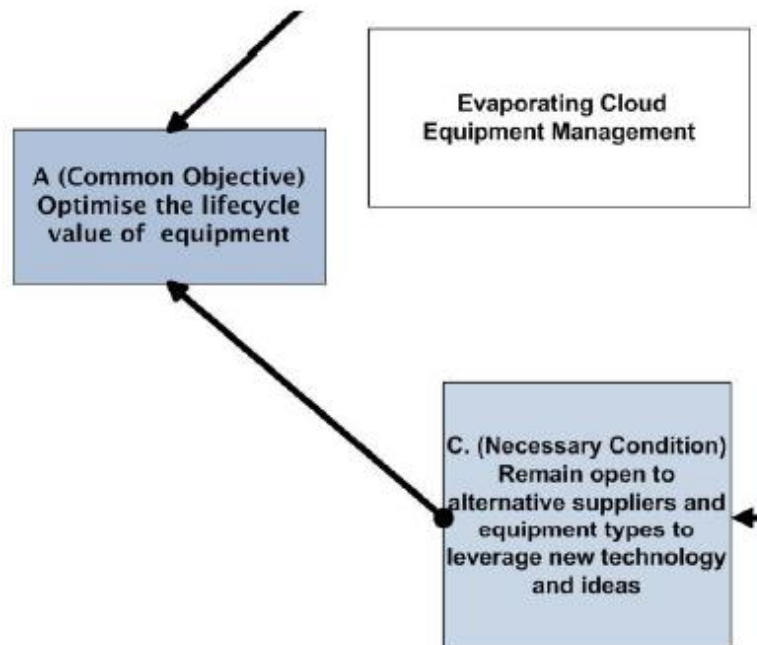 Evaporating Cloud
Equipment Management
A (Common Objective)
Optimise the lifecycle
value of equipment
C. (Necessary Condition)
Remain open to
alternative suppliers and
equipment types to
leverage new technology
and ideas